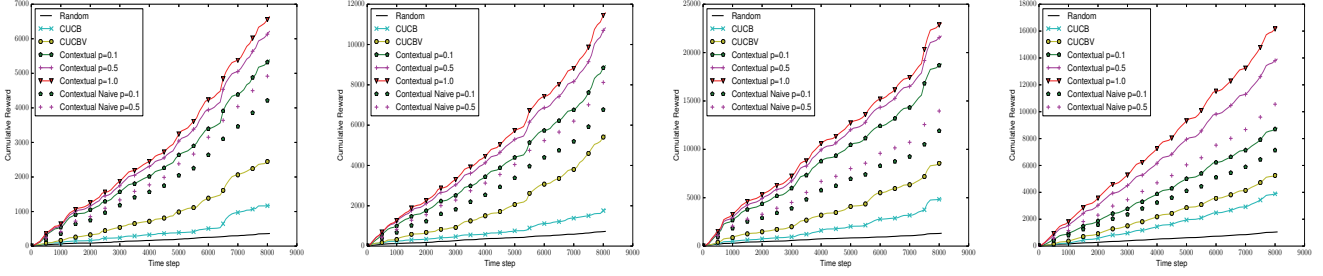 7000
6000
5000
4000
3000
2000
1000
0
Cumulative Reward
Random
CUCB
CUCBV
Contextual p=0.1
Contextual p=0.5
Contextual p=1.0
Contextual Naive p=0.1
Contextual Naive p=0.5
0 1000 2000 3000 4000 5000 6000 7000 8000 9000
Time step
12000
10000
8000
6000
4000
2000
0
Cumulative Reward
Random
CUCB
CUCBV
Contextual p=0.1
Contextual p=0.5
Contextual p=1.0
Contextual Naive p=0.1
Contextual Naive p=0.5
0 1000 2000 3000 4000 5000 6000 7000 8000 9000
Time step
25000
20000
15000
10000
5000
0
Cumulative Reward
Random
CUCB
CUCBV
Contextual p=0.1
Contextual p=0.5
Contextual p=1.0
Contextual Naive p=0.1
Contextual Naive p=0.5
0 1000 2000 3000 4000 5000 6000 7000 8000 9000
Time step
18000
16000
14000
12000
10000
8000
6000
4000
2000
0
Cumulative Reward
Random
CUCB
CUCBV
Contextual p=0.1
Contextual p=0.5
Contextual p=1.0
Contextual Naive p=0.1
Contextual Naive p=0.5
0 1000 2000 3000 4000 5000 6000 7000 8000 9000
Time step